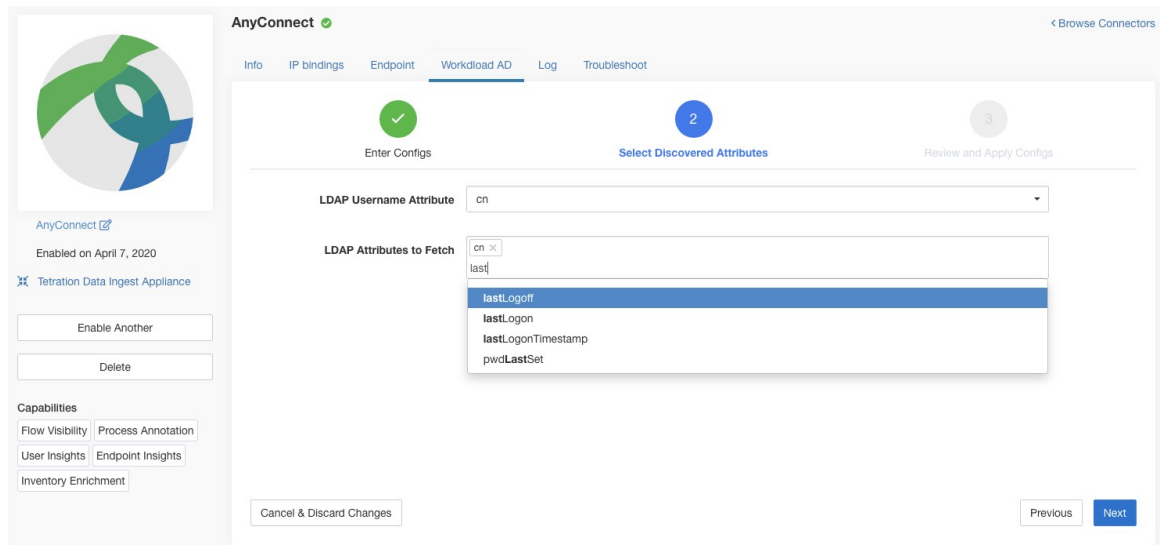 AnyConnect
< Browse Connectors
Info IP bindings Endpoint Workdload AD Log Troubleshoot
2
3
Enter Configs
Select Discovered Attributes
Review and Apply Configs
LDAP Username Attribute cn
LDAP Attributes to Fetch cn ×
last
lastLogoff
lastLogon
lastLogonTimestamp
pwdLastSet
Cancel & Discard Changes
Previous
Next
AnyConnect
Enabled on April 7, 2020
Tetration Data Ingest Appliance
Enable Another
Delete
Capabilities
Flow Visibility Process Annotation
User Insights Endpoint Insights
Inventory Enrichment